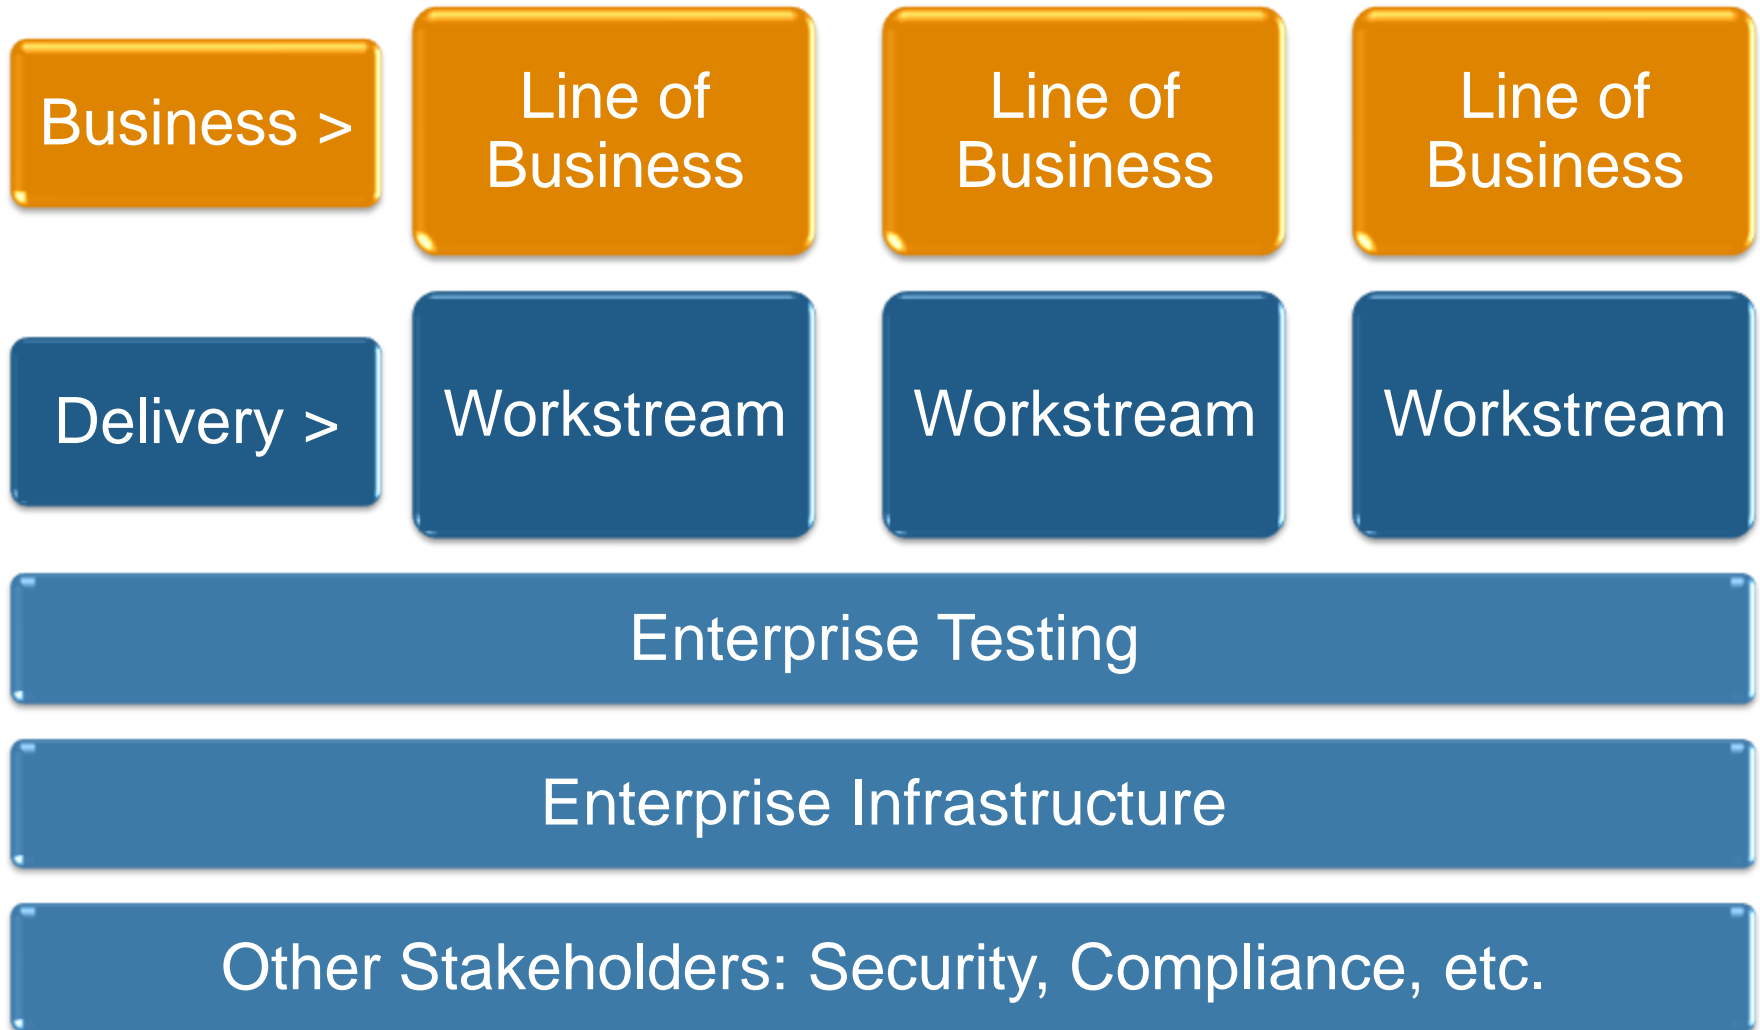 Business >
Line of
Business
Line of
Business
Line of
Business
Delivery >
Workstream
Workstream
Workstream
Enterprise Testing
Enterprise Infrastructure
Other Stakeholders: Security, Compliance, etc.